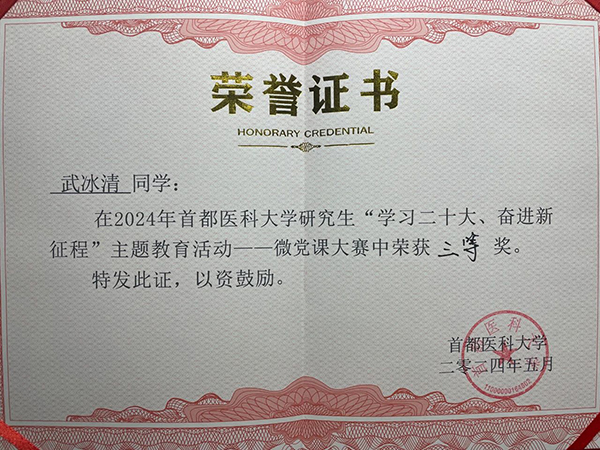 荣誉证书
HONORARY CREDENTIAL
武冰清 同学：
在2024年首都医科大学研究生“学习二十大、奋进新
征程”主题教育活动——微党课大赛中荣获 三等 奖。
特发此证，以资鼓励。
首都医科大学
二零二四年五月